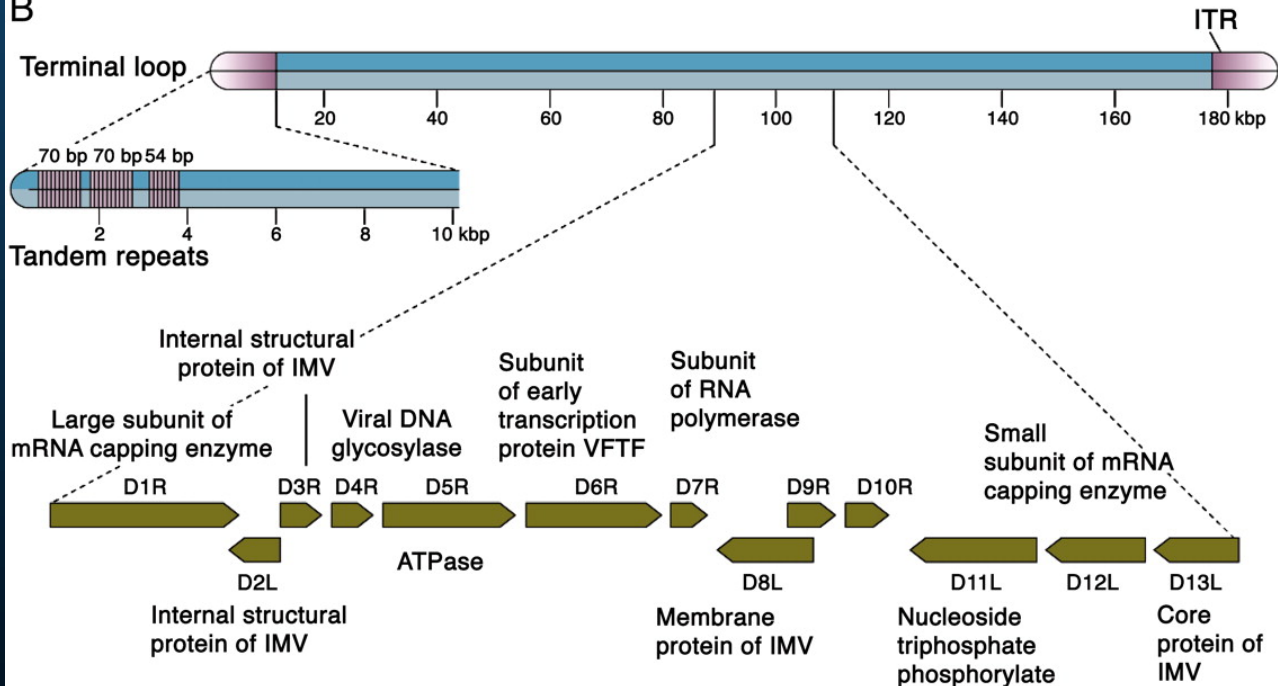 B
ITR
Terminal loop
20 40 60 80 100 120 140 160 180 kbp
70 bp 70 bp 54 bp
2 4 6 8 10 kbp
Tandem repeats
Internal structural
protein of IMV
Large subunit of
mRNA capping enzyme
Viral DNA
glycosylase
Subunit
of early
transcription
protein VFTF
Subunit
of RNA
polymerase
Small
subunit of mRNA
capping enzyme
D1R D3R D4R D5R D6R D7R D9R D10R
ATPase
D2L D8L D11L D12L D13L
Internal structural
protein of IMV
Membrane
protein of IMV
Nucleoside
triphosphate
phosphorylate
Core
protein of
IMV